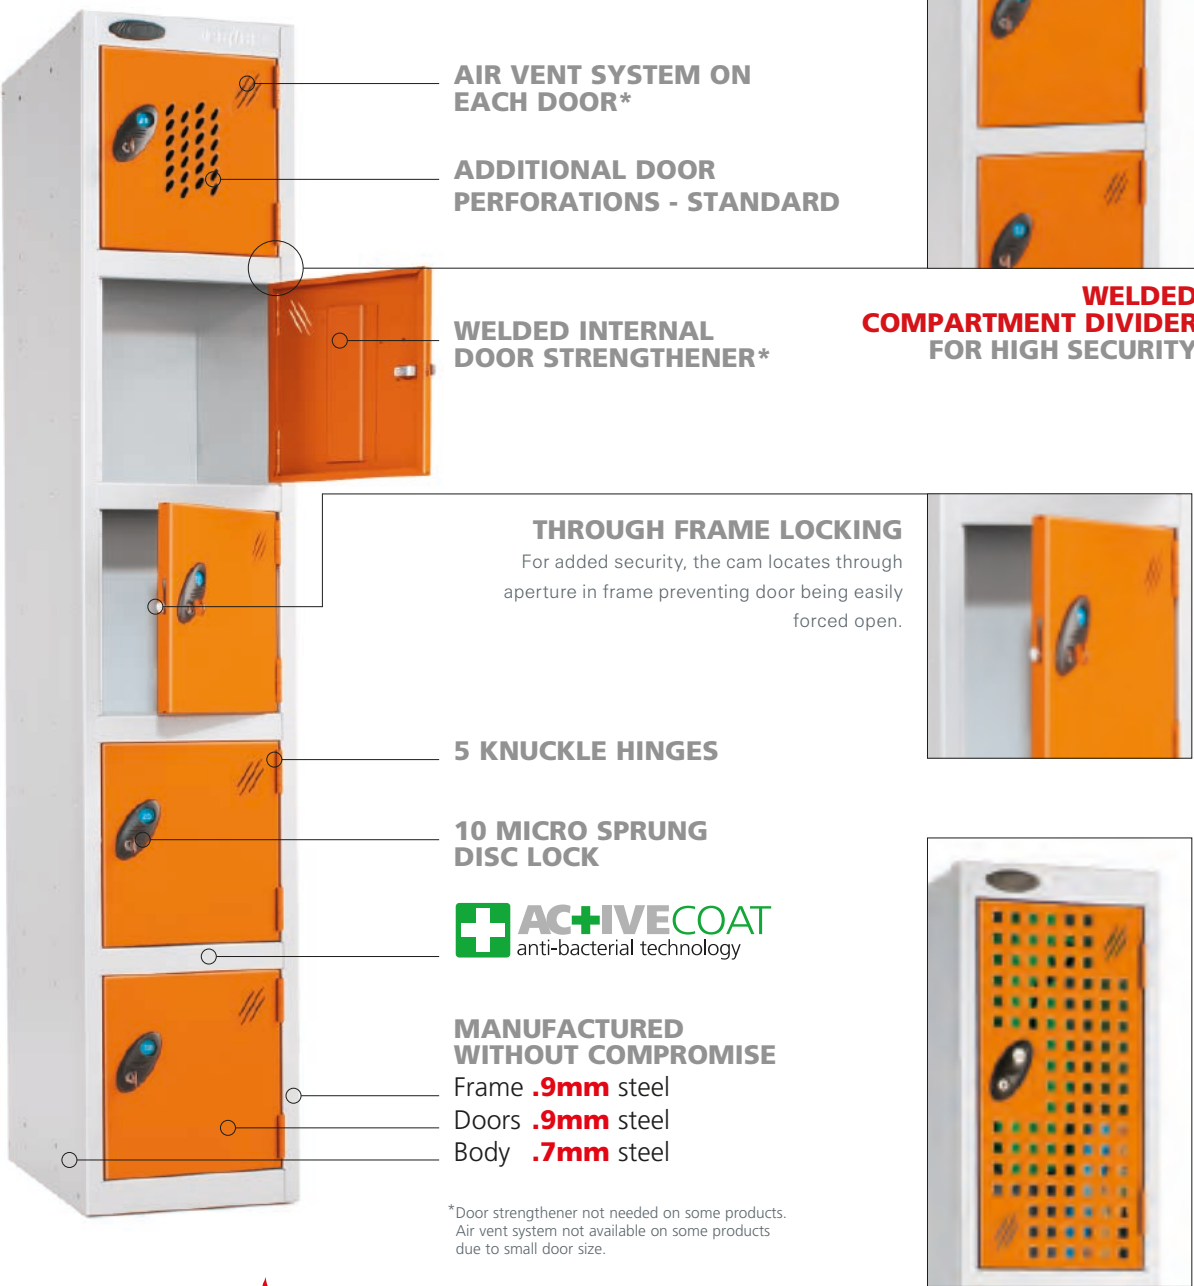 AIR VENT SYSTEM ON
EACH DOOR*
ADDITIONAL DOOR
PERFORATIONS - STANDARD
WELDED INTERNAL
DOOR STRENGTHENER*
WELDED
COMPARTMENT DIVIDER
FOR HIGH SECURITY
THROUGH FRAME LOCKING
For added security, the cam locates through
aperture in frame preventing door being easily
forced open.
5 KNUCKLE HINGES
10 MICRO SPRUNG
DISC LOCK
AC+IVECOAT
anti-bacterial technology
MANUFACTURED
WITHOUT COMPROMISE
Frame .9mm steel
Doors .9mm steel
Body .7mm steel
*Door strengthener not needed on some products.
Air vent system not available on some products
due to small door size.